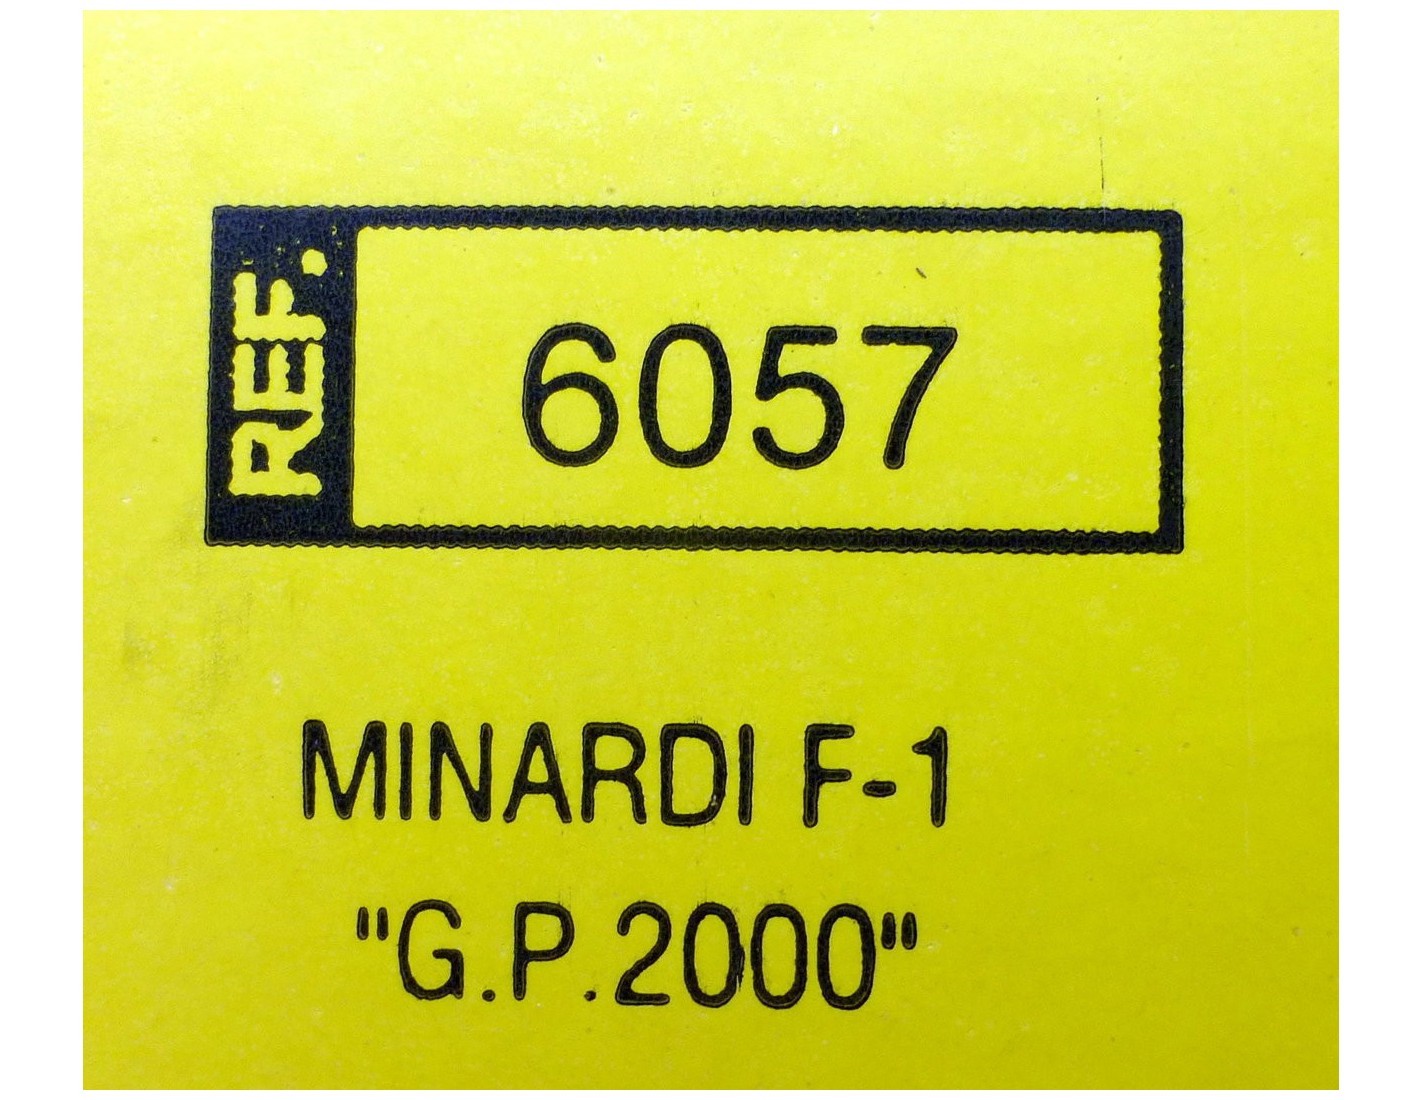 REF. 6057
MINARDI F-1
"G.P.2000"